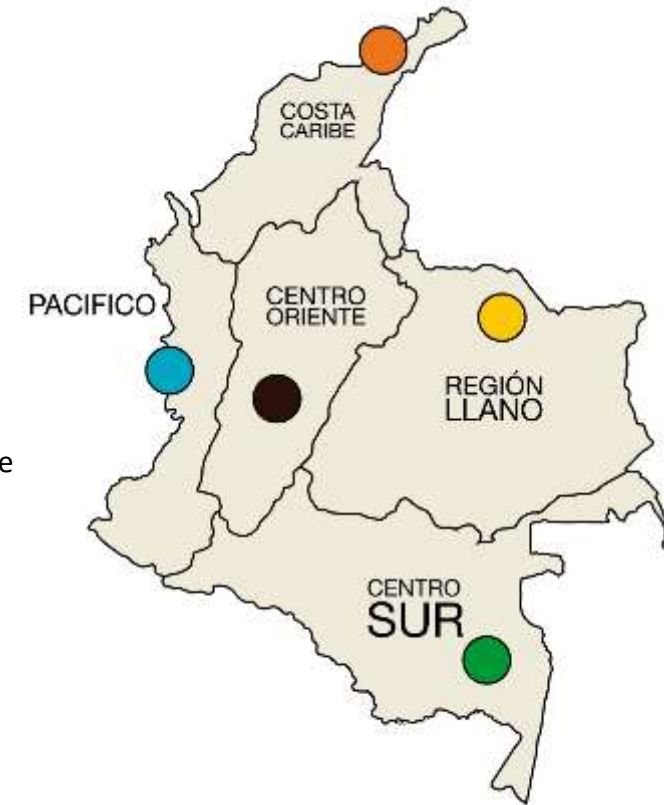 COSTA
CARIBE
PACIFICO
CENTRO
ORIENTE
REGIÓN
LLANO
e
CENTRO
SUR